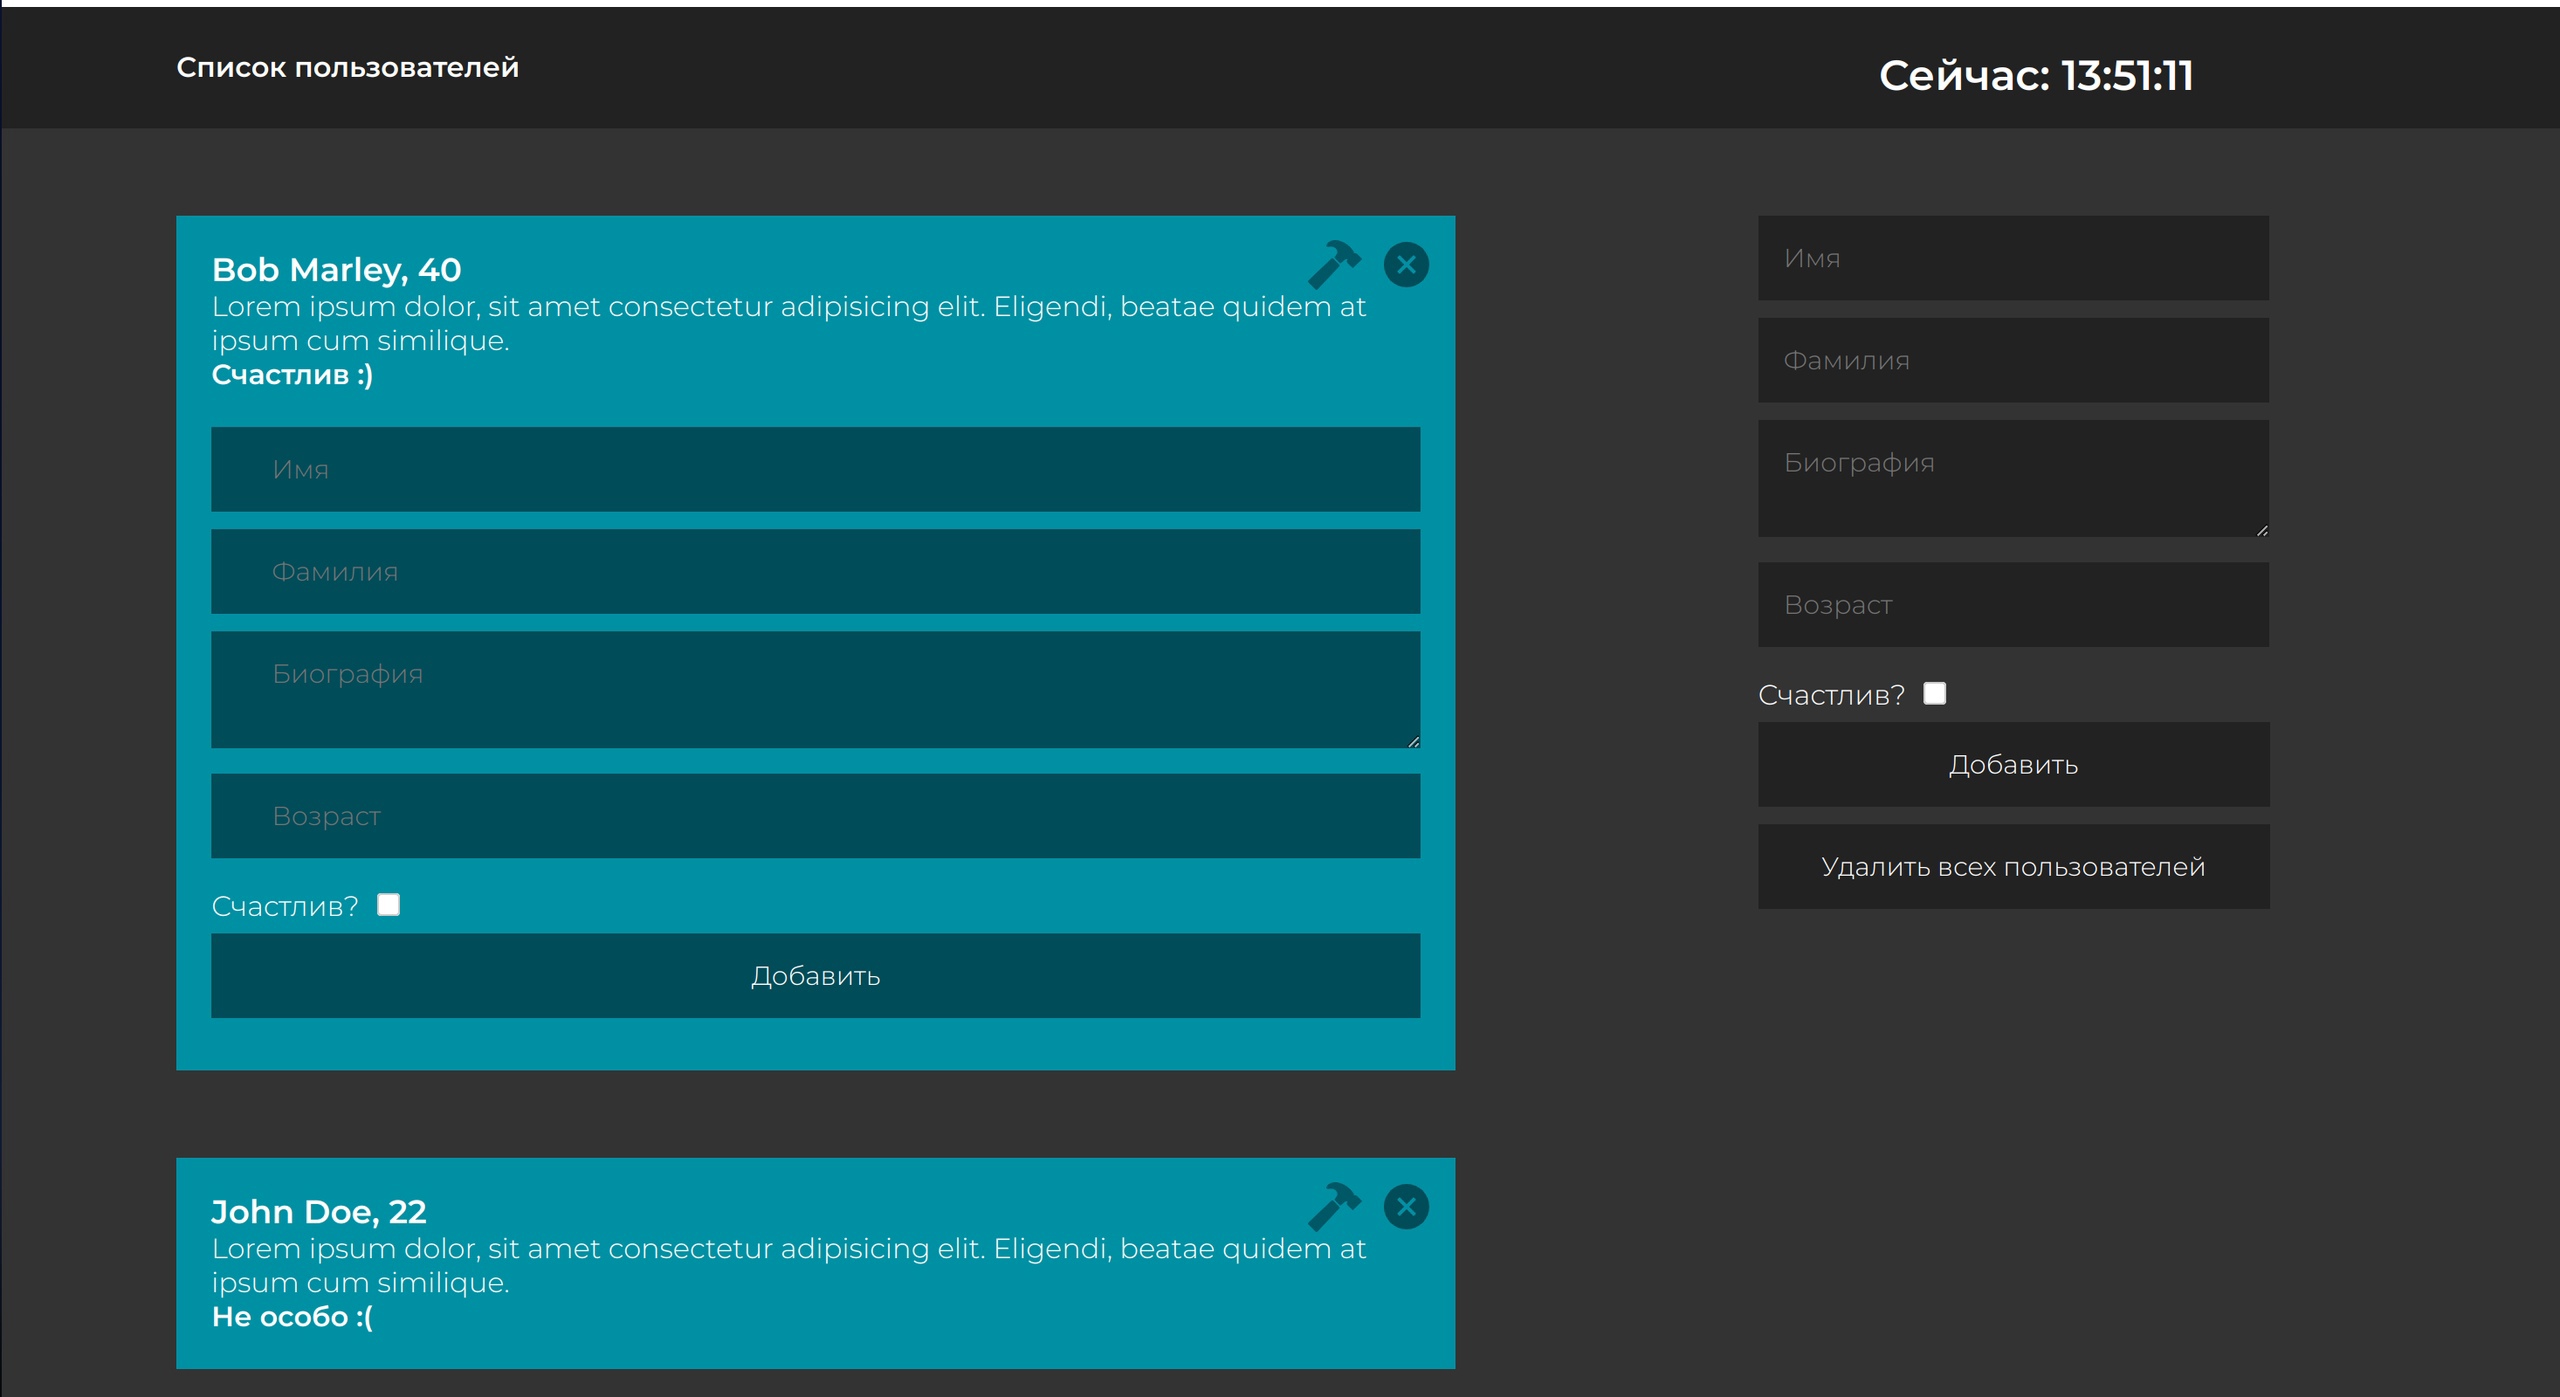 Список пользователей
Сейчас: 13:51:11
Bob Marley, 40
Lorem ipsum dolor, sit amet consectetur adipisicing elit. Eligendi, beatae quidem at
ipsum cum similique.
Счастлив :)
Имя
Фамилия
Биография
Возраст
Счастлив?
Добавить
John Doe, 22
Lorem ipsum dolor, sit amet consectetur adipisicing elit. Eligendi, beatae quidem at
ipsum cum similique.
Не особо :(
Имя
Фамилия
Биография
Возраст
Счастлив?
Добавить
Удалить всех пользователей